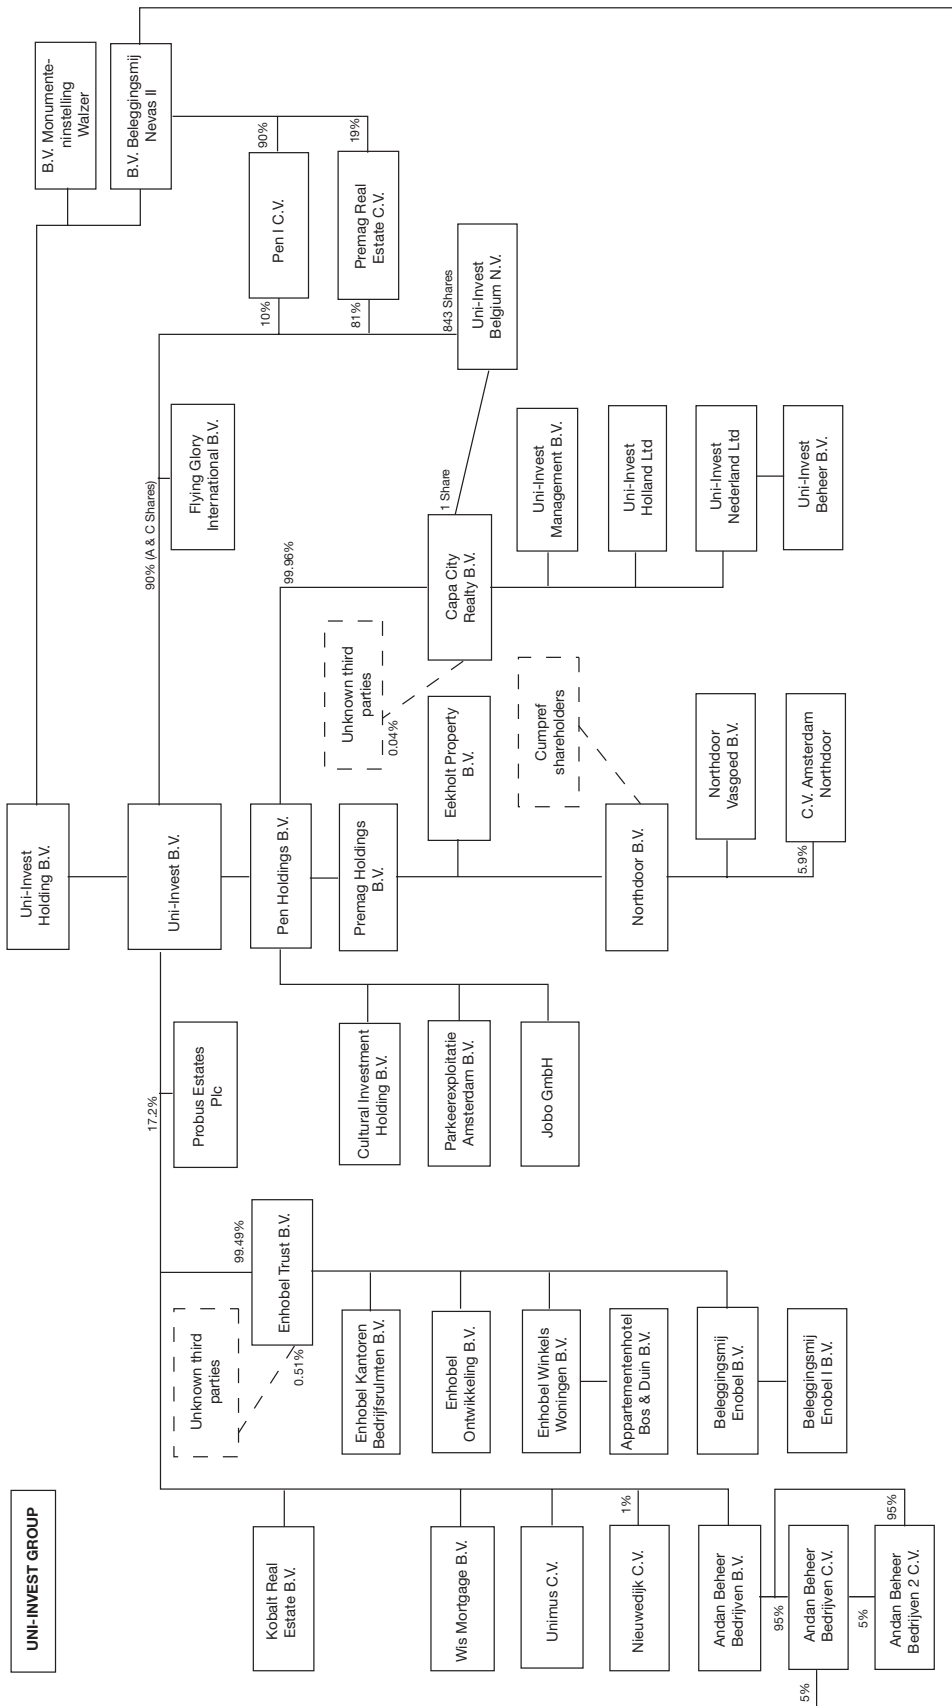 UNI-INVEST GROUP
Uni-Invest
Holding B.V.
B.V. Monumente-
ninstelling
Walzer
B.V. Beleggingsmij
Nevas II
Uni-Invest B.V.
17.2%
90% (A & C Shares)
Probus Estates
Plc
Flying Glory
International B.V.
10%
Pen I C.V.
90%
81%
Premag Real
Estate C.V.
19%
843 Shares
Uni-Invest
Belgium N.V.
Unknown third
parties
0.51%
99.49%
Enhobel Trust B.V.
Pen Holdings B.V.
99.96%
Kobalt Real
Estate B.V.
Enhobel Kantoren
Bedrijfsrulmten B.V.
Cultural Investment
Holding B.V.
Premag Holdings
B.V.
Unknown third
parties
0.04%
Wis Mortgage B.V.
Enhobel
Ontwikkeling B.V.
Parkeerexploitatie
Amsterdam B.V.
Eekholt Property
B.V.
Capa City
Realty B.V.
1 Share
Unimus C.V.
Enhobel Winkels
Woningen B.V.
Jobo GmbH
Cumpref
shareholders
Uni-Invest
Management B.V.
Nieuwedijk C.V.
1%
Appartementenhotel
Bos & Duin B.V.
Northdoor B.V.
Uni-Invest
Holland Ltd
Andan Beheer
Bedrijven B.V.
Beleggingsmij
Enobel B.V.
Northdoor
Vasgoed B.V.
Uni-Invest
Nederland Ltd
95%
5%
Andan Beheer
Bedrijven C.V.
Beleggingsmij
Enobel I B.V.
5.9%
C.V. Amsterdam
Northdoor
Uni-Invest
Beheer B.V.
5%
95%
Andan Beheer
Bedrijven 2 C.V.